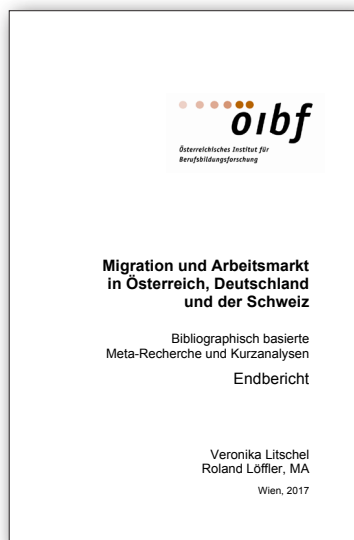 öibf
Österreichisches Institut für
Berufsbildungsforschung
Migration und Arbeitsmarkt
in Österreich, Deutschland
und der Schweiz
Bibliographisch basierte
Meta-Recherche und Kurzanalysen
Endbericht
Veronika Litschel
Roland Löffler, MA
Wien, 2017